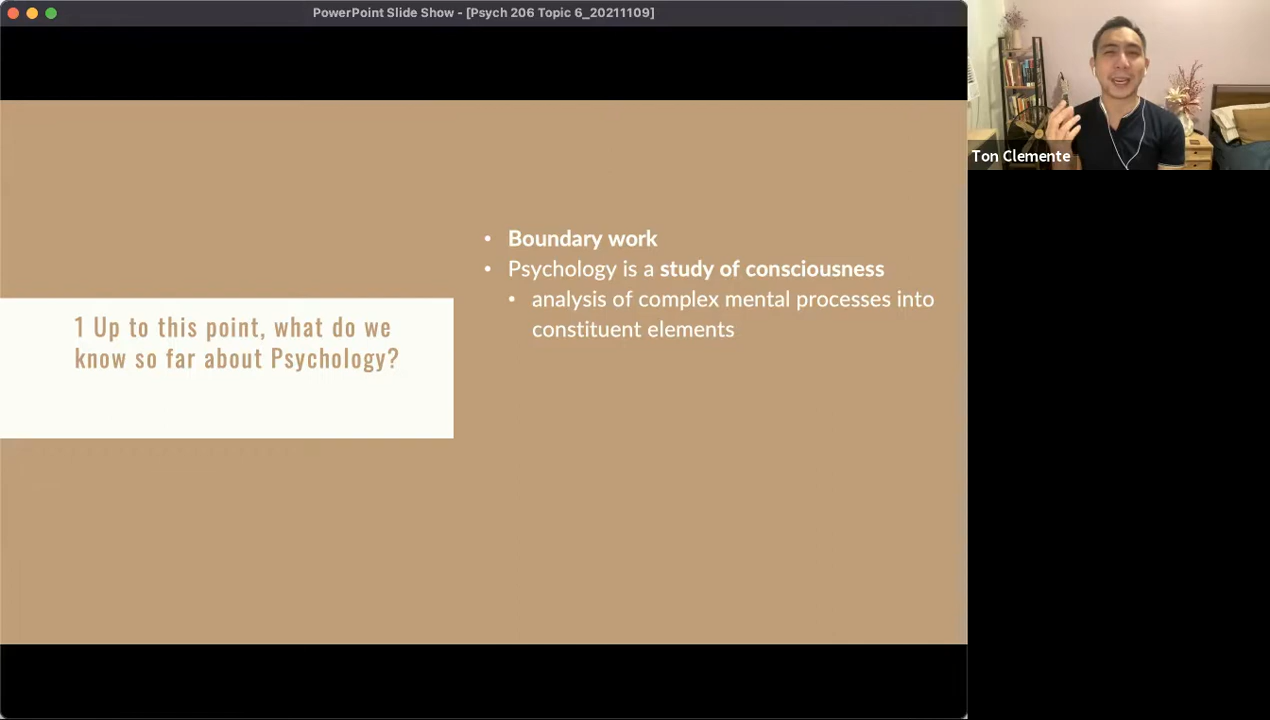 PowerPoint Slide Show - [Psych 206 Topic 6_20211109]
Ton Clemente
1 Up to this point, what do we
know so far about Psychology?
• Boundary work
• Psychology is a study of consciousness
• analysis of complex mental processes into
constituent elements